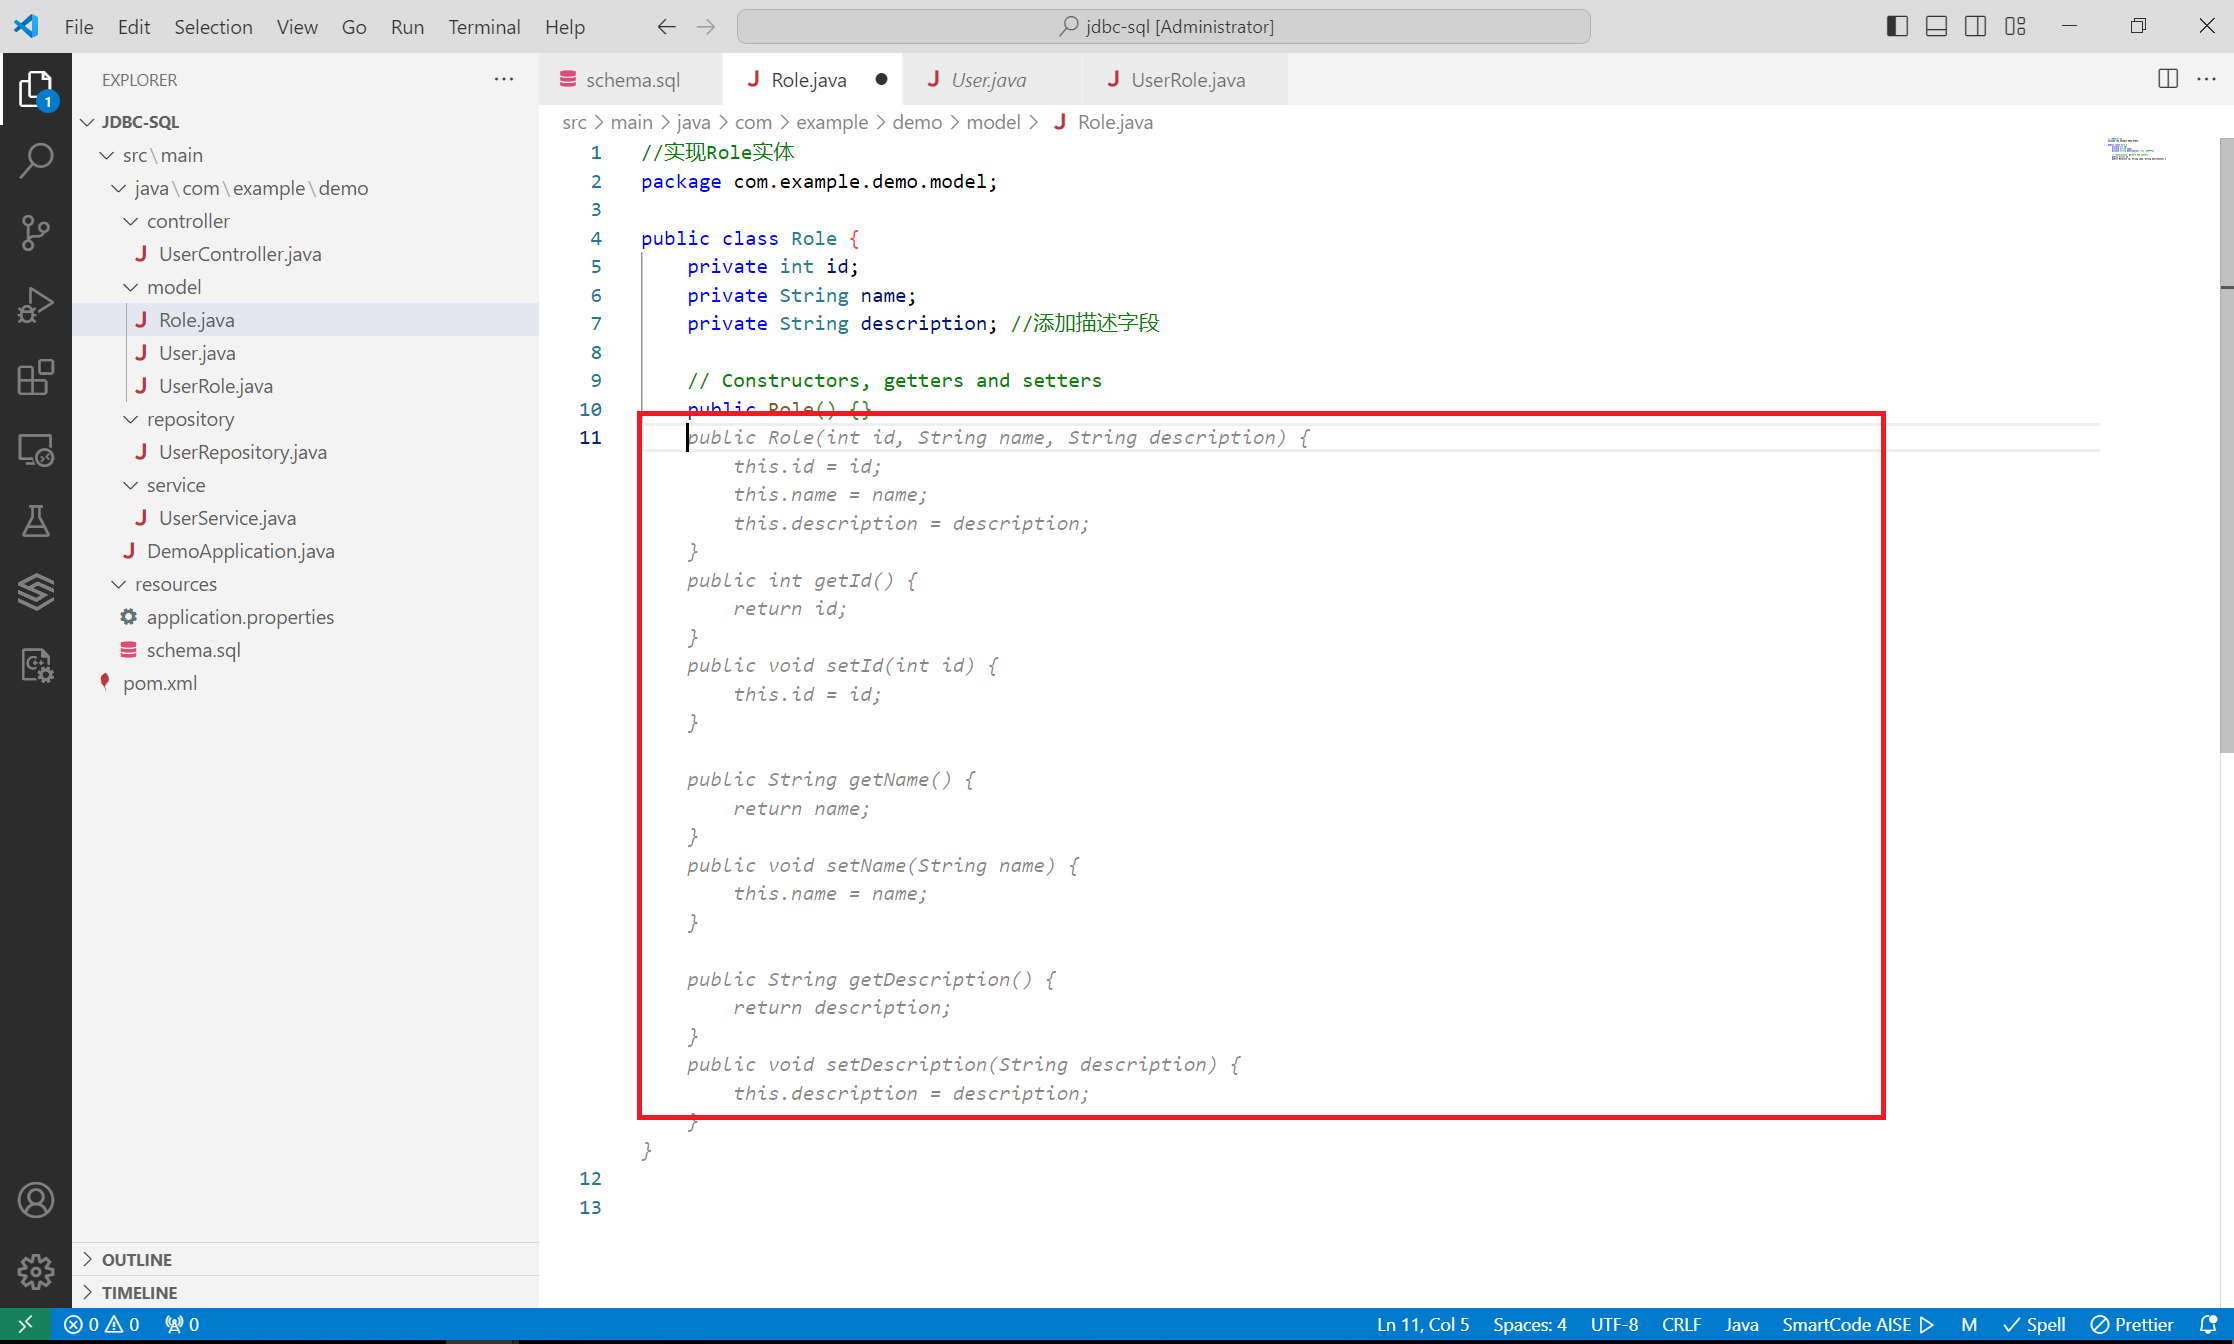 File Edit Selection View Go Run Terminal Help jdbc-sql [Administrator]
EXPLORER
1
JDBC-SQL
src\main
java\com\example\demo
controller
UserController.java
model
Role.java
User.java
UserRole.java
repository
UserRepository.java
service
UserService.java
DemoApplication.java
resources
application.properties
schema.sql
pom.xml
OUTLINE
TIMELINE
schema.sql Role.java User.java UserRole.java
src > main > java > com > example > demo > model > Role.java
1 //实现Role实体
2 package com.example.demo.model;
3
4 public class Role {
5 private int id;
6 private String name;
7 private String description; //添加描述字段
8
9 // Constructors, getters and setters
10 public Role() {}
11 public Role(int id, String name, String description) {
this.id = id;
this.name = name;
this.description = description;
}
public int getId() {
return id;
}
public void setId(int id) {
this.id = id;
}
public String getName() {
return name;
}
public void setName(String name) {
this.name = name;
}
public String getDescription() {
return description;
}
public void setDescription(String description) {
this.description = description;
}
}
12
13
0 0 0 Ln 11, Col 5 Spaces: 4 UTF-8 CRLF Java SmartCode AISE M Spell Prettier